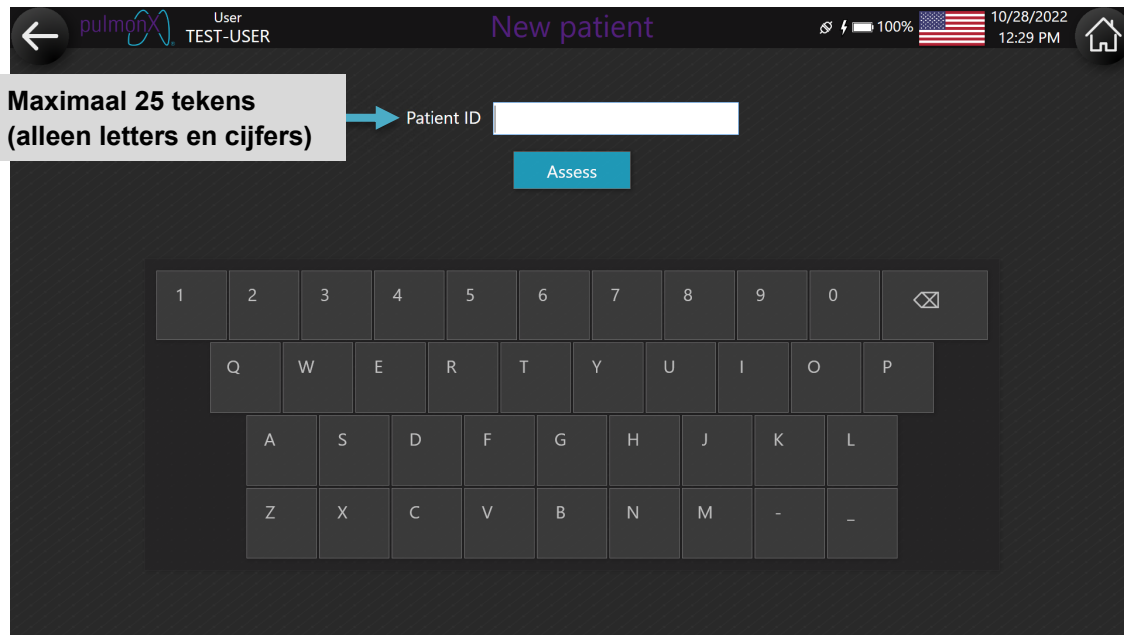 pulmonX®
User
TEST-USER
New patient
100%
10/28/2022
12:29 PM
Maximaal 25 tekens
(alleen letters en cijfers)
Patient ID
Assess
1 2 3 4 5 6 7 8 9 0
Q W E R T Y U I O P
A S D F G H J K L
Z X C V B N M - _